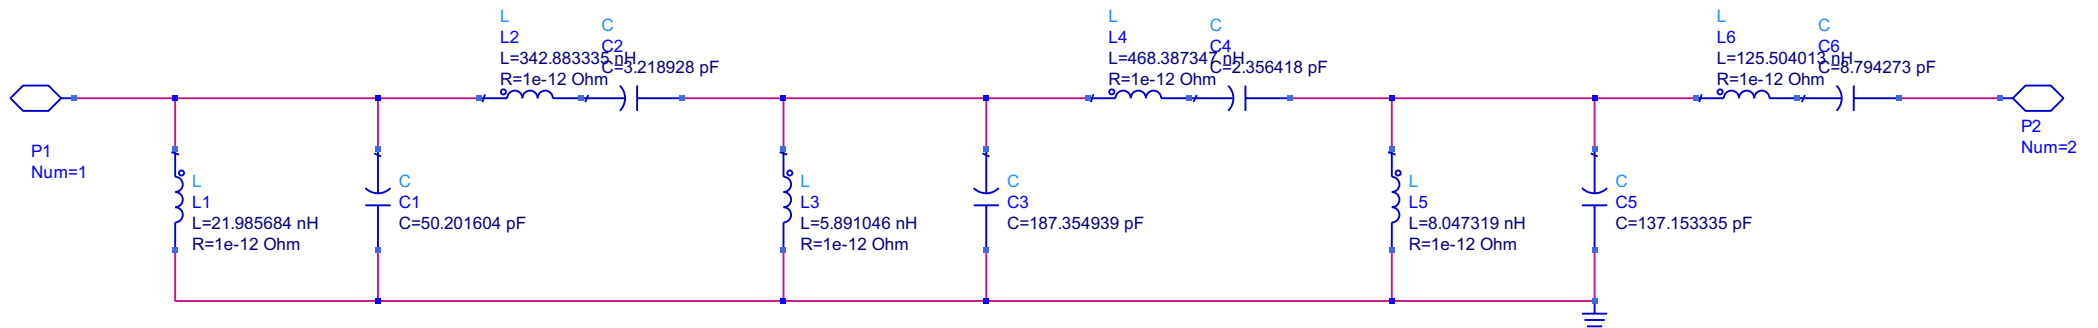 L
L2
L=342.883335 nH
R=1e-12 Ohm
C
C2
C=3.218928 pF
L
L4
L=468.387347 nH
R=1e-12 Ohm
C
C4
C=2.356418 pF
L
L6
L=125.504013 nH
R=1e-12 Ohm
C
C6
C=8.794273 pF
P1
Num=1
P2
Num=2
L
L1
L=21.985684 nH
R=1e-12 Ohm
C
C1
C=50.201604 pF
L
L3
L=5.891046 nH
R=1e-12 Ohm
C
C3
C=187.354939 pF
L
L5
L=8.047319 nH
R=1e-12 Ohm
C
C5
C=137.153335 pF